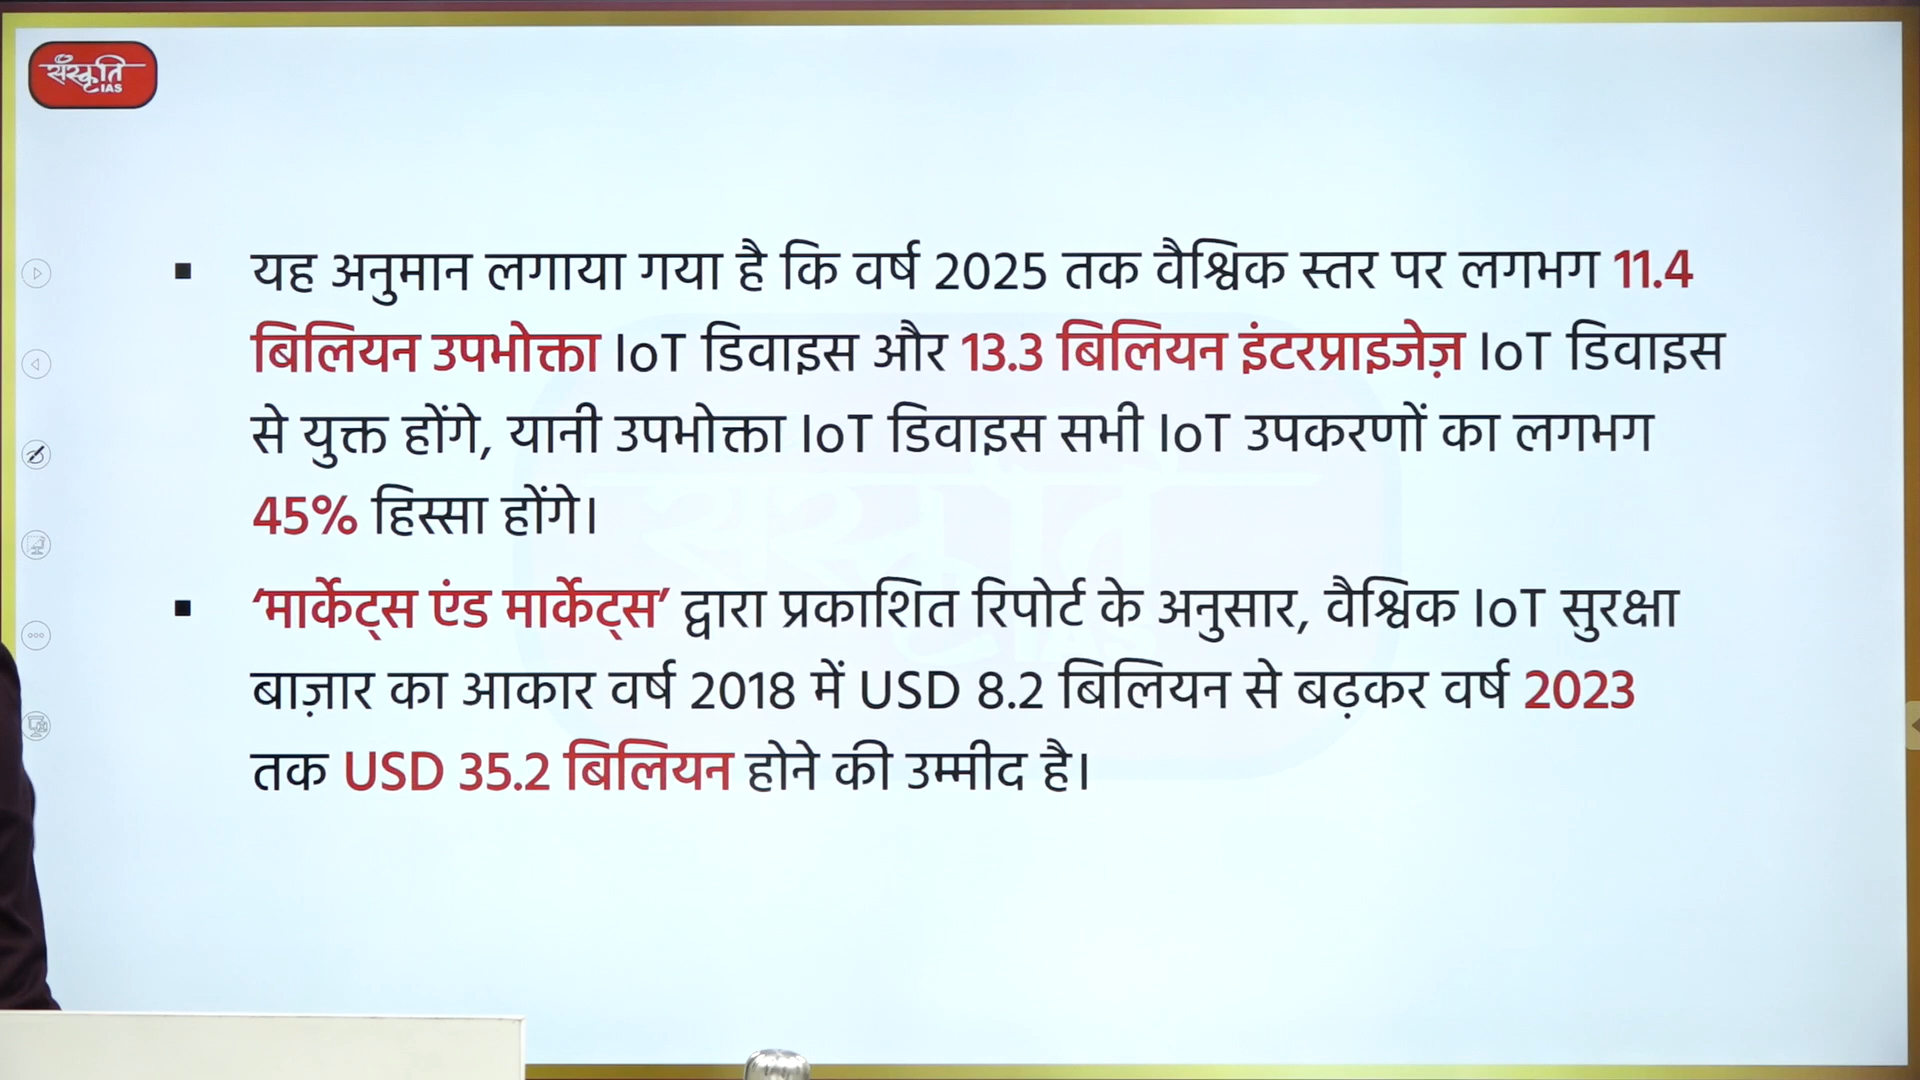 संस्कृति
IAS
▪ यह अनुमान लगाया गया है कि वर्ष 2025 तक वैश्विक स्तर पर लगभग 11.4
बिलियन उपभोक्ता IoT डिवाइस और 13.3 बिलियन इंटरप्राइजेज़ IoT डिवाइस
से युक्त होंगे, यानी उपभोक्ता IoT डिवाइस सभी IoT उपकरणों का लगभग
45% हिस्सा होंगे।
▪ ‘मार्केट्स एंड मार्केट्स’ द्वारा प्रकाशित रिपोर्ट के अनुसार, वैश्विक IoT सुरक्षा
बाज़ार का आकार वर्ष 2018 में USD 8.2 बिलियन से बढ़कर वर्ष 2023
तक USD 35.2 बिलियन होने की उम्मीद है।